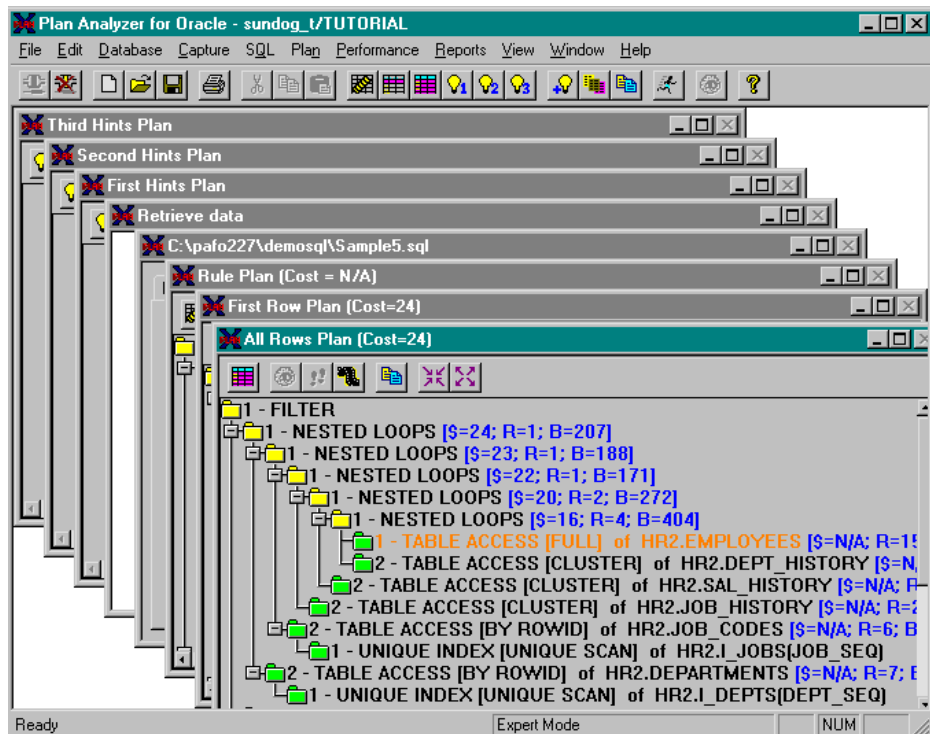 Plan Analyzer for Oracle - sundog_t/TUTORIAL
File Edit Database Capture SQL Plan Performance Reports View Window Help
1 2 3
Third Hints Plan
Second Hints Plan
First Hints Plan
Retrieve data
C:\pafo227\demosql\Sample5.sql
Rule Plan (Cost = N/A)
First Row Plan (Cost=24)
All Rows Plan (Cost=24)
1 - FILTER
1 - NESTED LOOPS [$=24; R=1; B=207]
1 - NESTED LOOPS [$=23; R=1; B=188]
1 - NESTED LOOPS [$=22; R=1; B=171]
1 - NESTED LOOPS [$=20; R=2; B=272]
1 - NESTED LOOPS [$=16; R=4; B=404]
1 - TABLE ACCESS [FULL] of HR2.EMPLOYEES [$=N/A; R=15
2 - TABLE ACCESS [CLUSTER] of HR2.DEPT_HISTORY [$=N,
2 - TABLE ACCESS [CLUSTER] of HR2.SAL_HISTORY [$=N/A; R
2 - TABLE ACCESS [CLUSTER] of HR2.JOB_HISTORY [$=N/A; R=2
2 - TABLE ACCESS [BY ROWID] of HR2.JOB_CODES [$=N/A; R=6; B
1 - UNIQUE INDEX [UNIQUE SCAN] of HR2.I_JOBS(JOB_SEQ)
2 - TABLE ACCESS [BY ROWID] of HR2.DEPARTMENTS [$=N/A; R=7; B
1 - UNIQUE INDEX [UNIQUE SCAN] of HR2.I_DEPTS(DEPT_SEQ)
Ready Expert Mode NUM